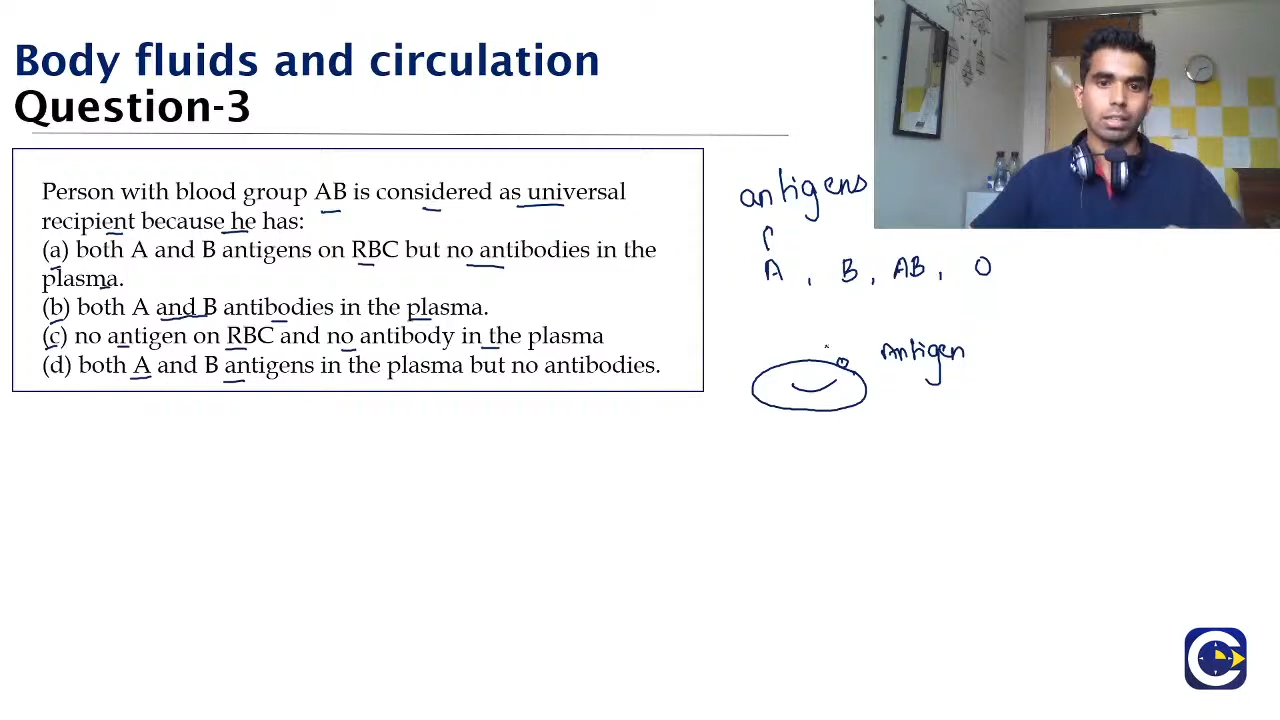 Body fluids and circulation
Question-3
Person with blood group AB is considered as universal
recipient because he has:
(a) both A and B antigens on RBC but no antibodies in the
plasma.
(b) both A and B antibodies in the plasma.
(c) no antigen on RBC and no antibody in the plasma
(d) both A and B antigens in the plasma but no antibodies.
antigens
A , B , AB , O
Antigen